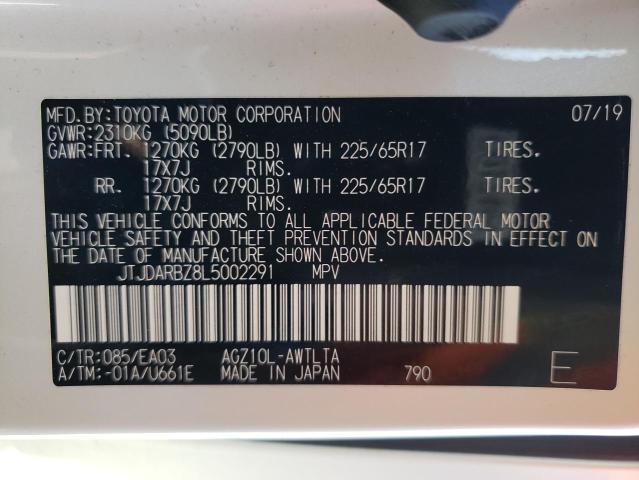 MFD.BY:TOYOTA MOTOR CORPORATION 07/19
GVWR:2310KG (5090LB)
GAWR:FRT. 1270KG (2790LB) WITH 225/65R17 TIRES.
17X7J RIMS.
RR. 1270KG (2790LB) WITH 225/65R17 TIRES.
17X7J RIMS.
THIS VEHICLE CONFORMS TO ALL APPLICABLE FEDERAL MOTOR
VEHICLE SAFETY AND THEFT PREVENTION STANDARDS IN EFFECT ON
THE DATE OF MANUFACTURE SHOWN ABOVE.
JTJDARBZ8L5002291 MPV
C/TR:085/EA03 AGZ10L-AWTLTA
A/TM:-01A/U661E MADE IN JAPAN 790 E